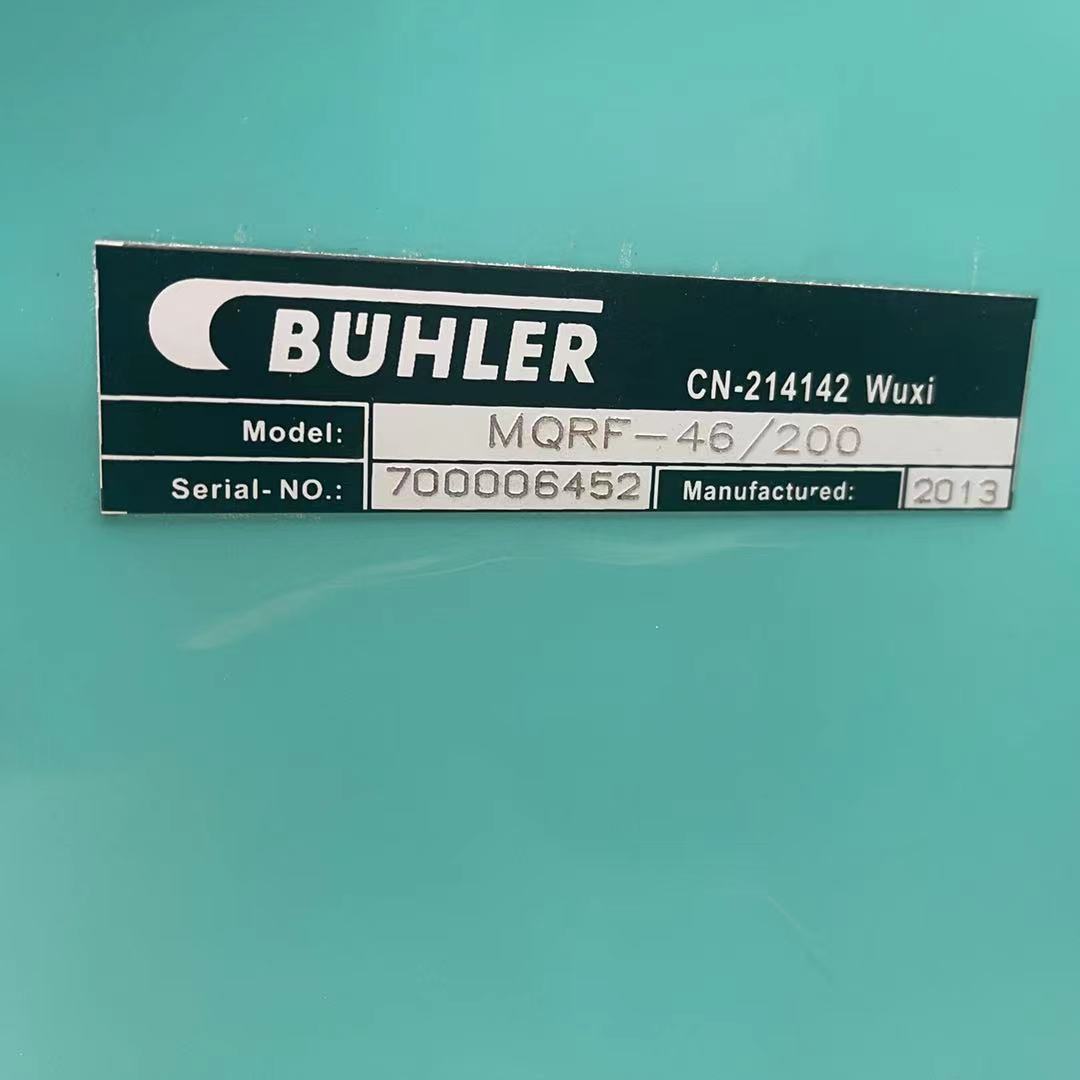 BÜHLER
CN-214142 Wuxi
Model: MQRF-46/200
Serial-NO.: 700006452 Manufactured: 2013